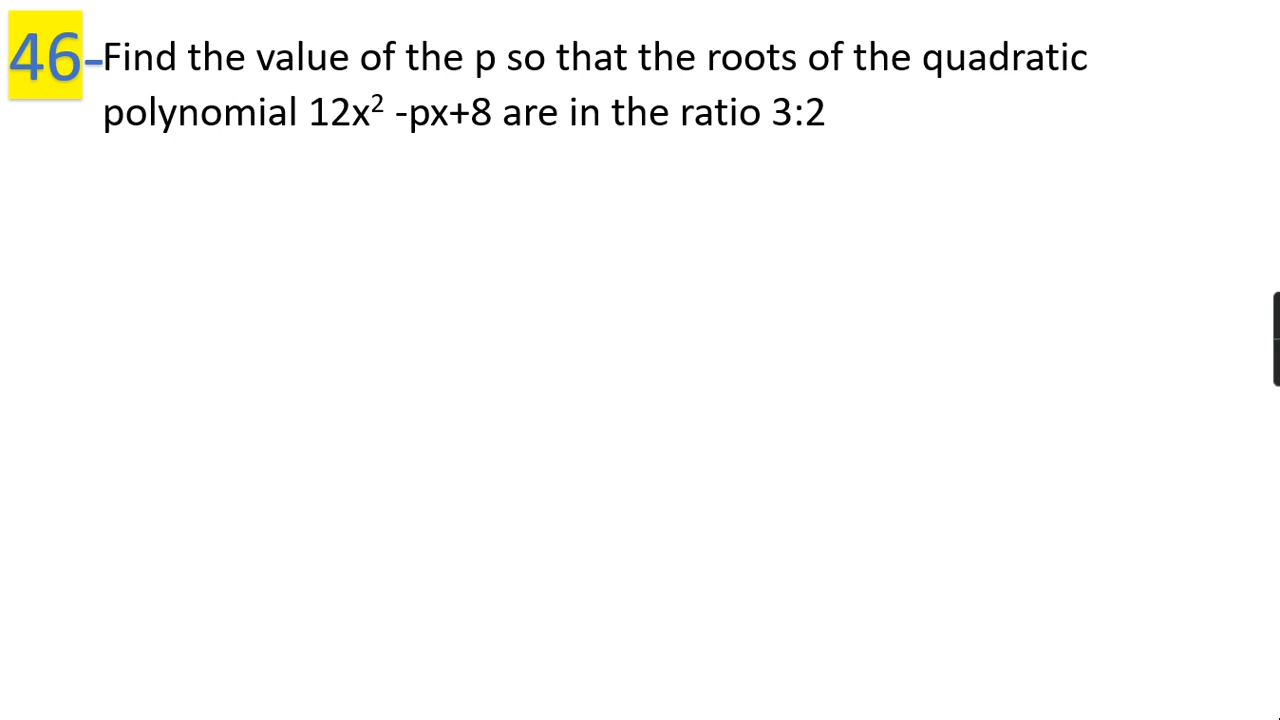 46-Find the value of the p so that the roots of the quadratic
polynomial 12x² -px+8 are in the ratio 3:2